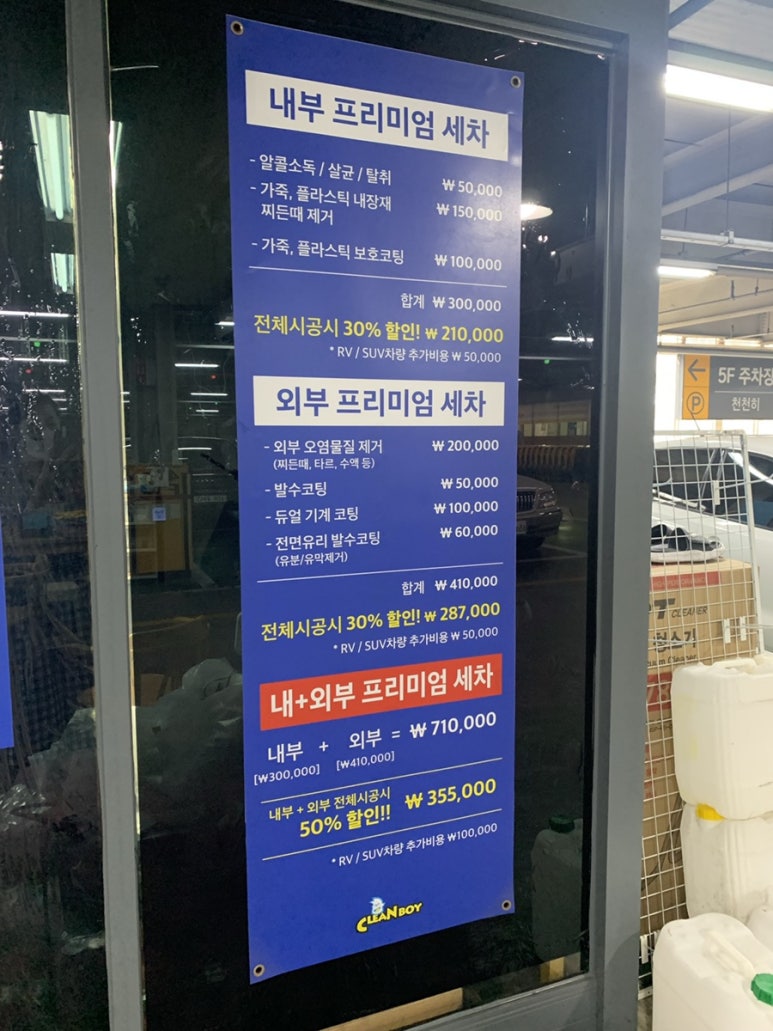 내부 프리미엄 세차
- 알콜소독 / 살균 / 탈취 ₩ 50,000
- 가죽, 플라스틱 내장재 ₩ 150,000
찌든때 제거
- 가죽, 플라스틱 보호코팅 ₩ 100,000
합계 ₩ 300,000
전체시공시 30% 할인! ₩ 210,000
* RV / SUV차량 추가비용 ₩ 50,000
외부 프리미엄 세차
- 외부 오염물질 제거 ₩ 200,000
(찌든때, 타르, 수액 등)
- 발수코팅 ₩ 50,000
- 듀얼 기계 코팅 ₩ 100,000
- 전면유리 발수코팅 ₩ 60,000
(유분/유막제거)
합계 ₩ 410,000
전체시공시 30% 할인! ₩ 287,000
* RV / SUV차량 추가비용 ₩ 50,000
내+외부 프리미엄 세차
내부 + 외부 = ₩ 710,000
[₩300,000] [₩410,000]
내부 + 외부 전체시공시 ₩ 355,000
50% 할인!!
* RV / SUV차량 추가비용 ₩100,000
CLEANBOY
← 5F 주차장
P 천천히
CLEANER
Cleaner